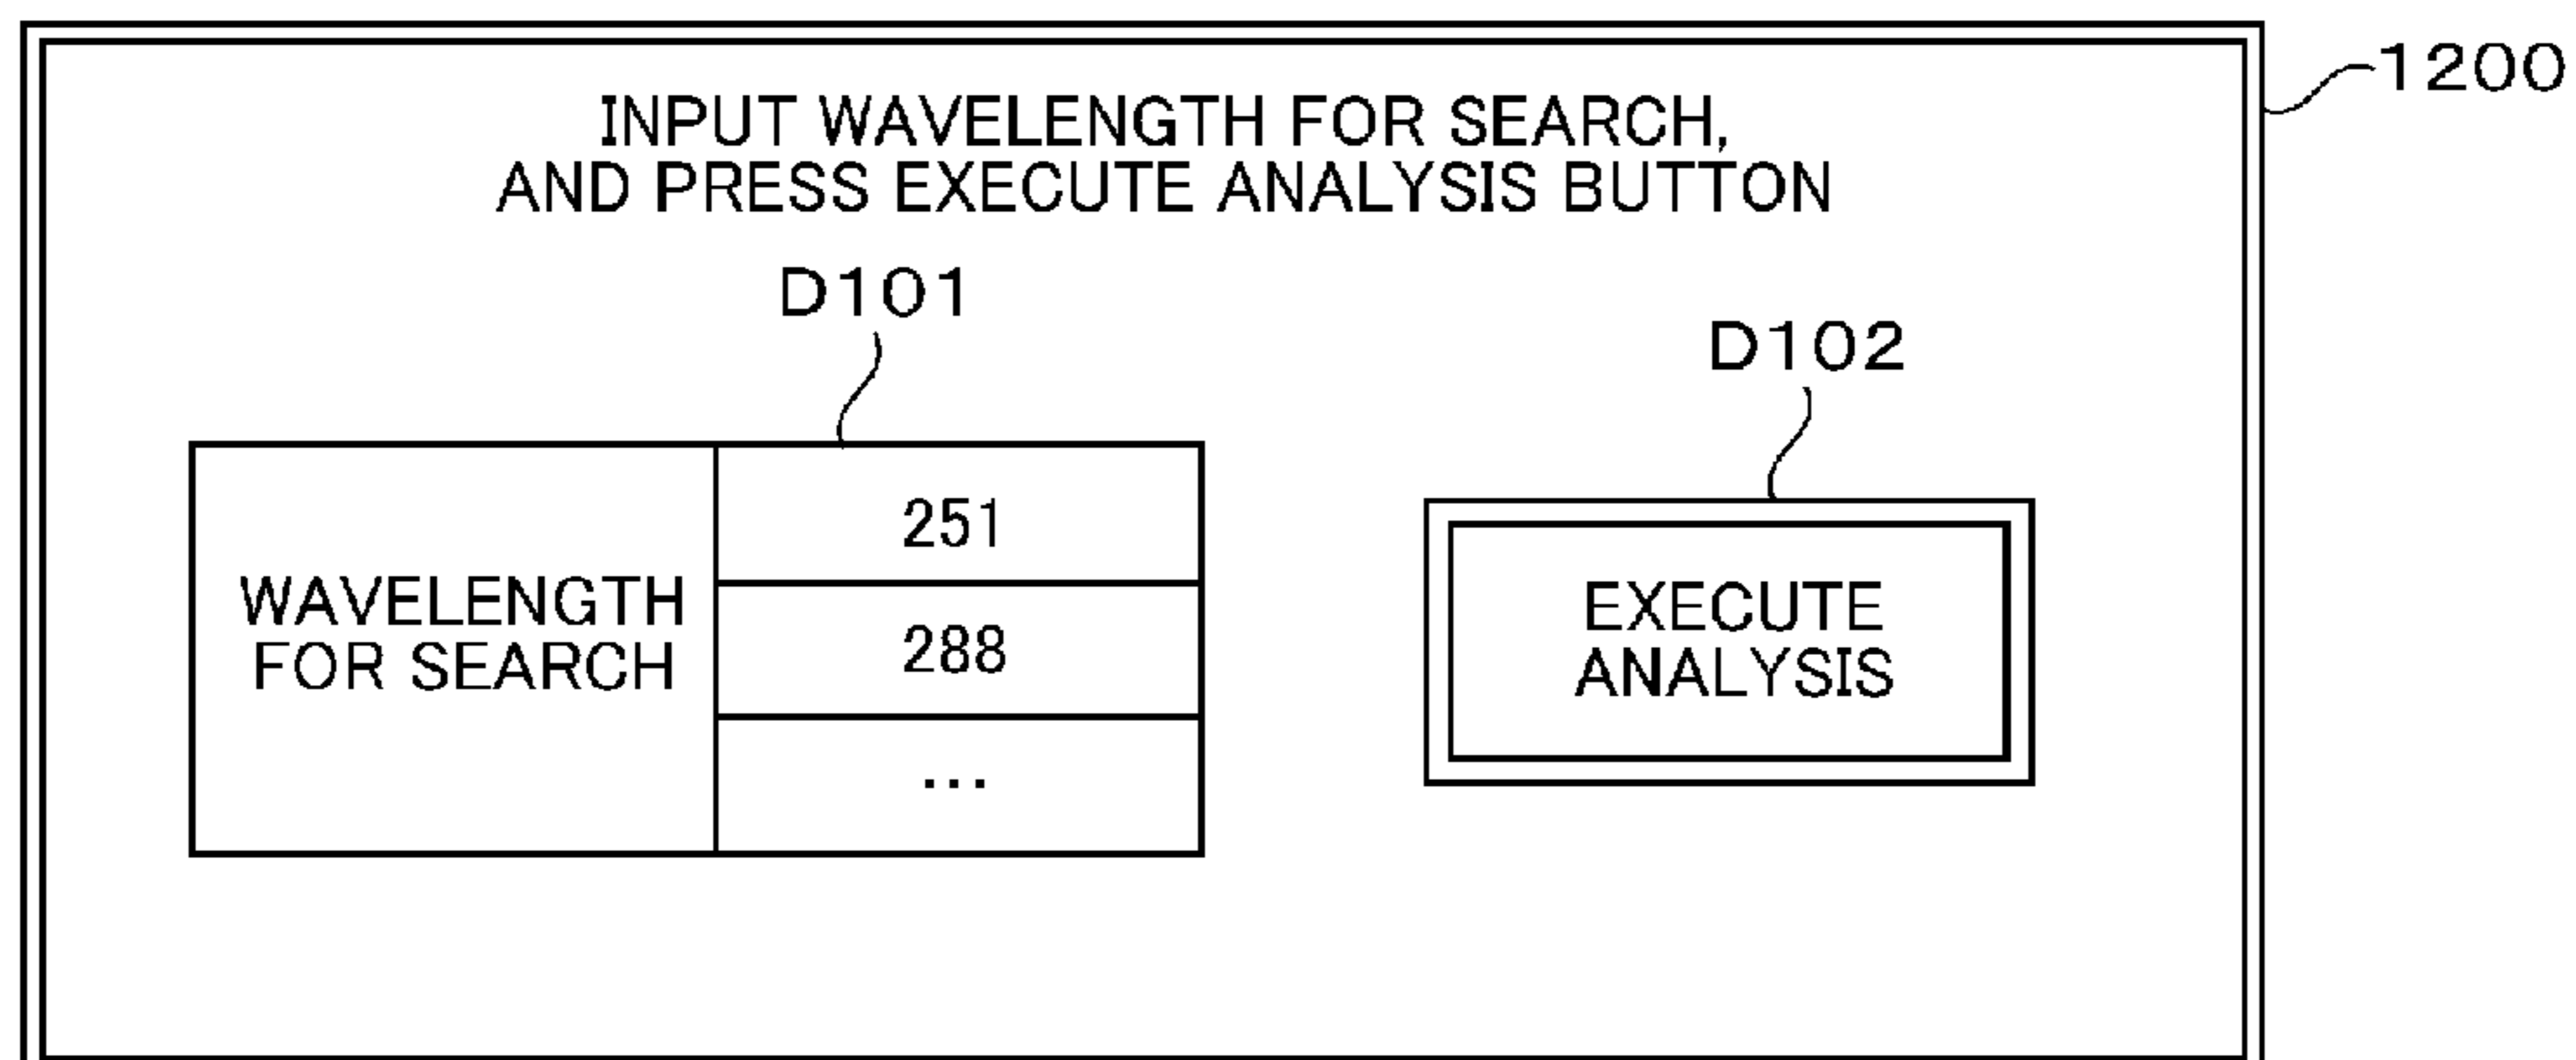 1200
INPUT WAVELENGTH FOR SEARCH,
AND PRESS EXECUTE ANALYSIS BUTTON
D101
D102
WAVELENGTH
FOR SEARCH
251
288
...
EXECUTE
ANALYSIS